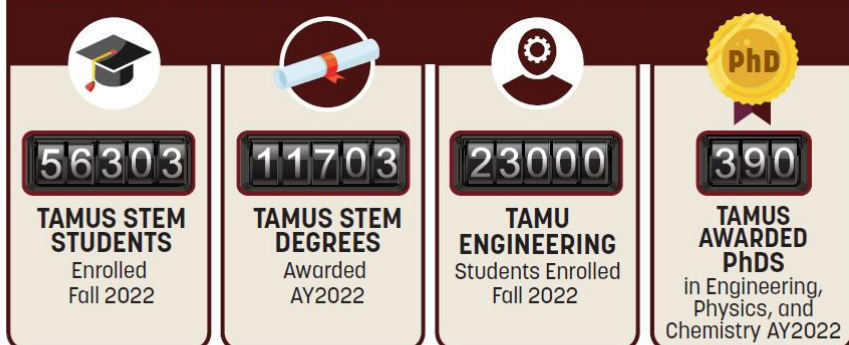 56303
TAMUS STEM
STUDENTS
Enrolled
Fall 2022
11703
TAMUS STEM
DEGREES
Awarded
AY2022
23000
TAMU
ENGINEERING
Students Enrolled
Fall 2022
PhD
390
TAMUS
AWARDED
PhDS
in Engineering,
Physics, and
Chemistry AY2022